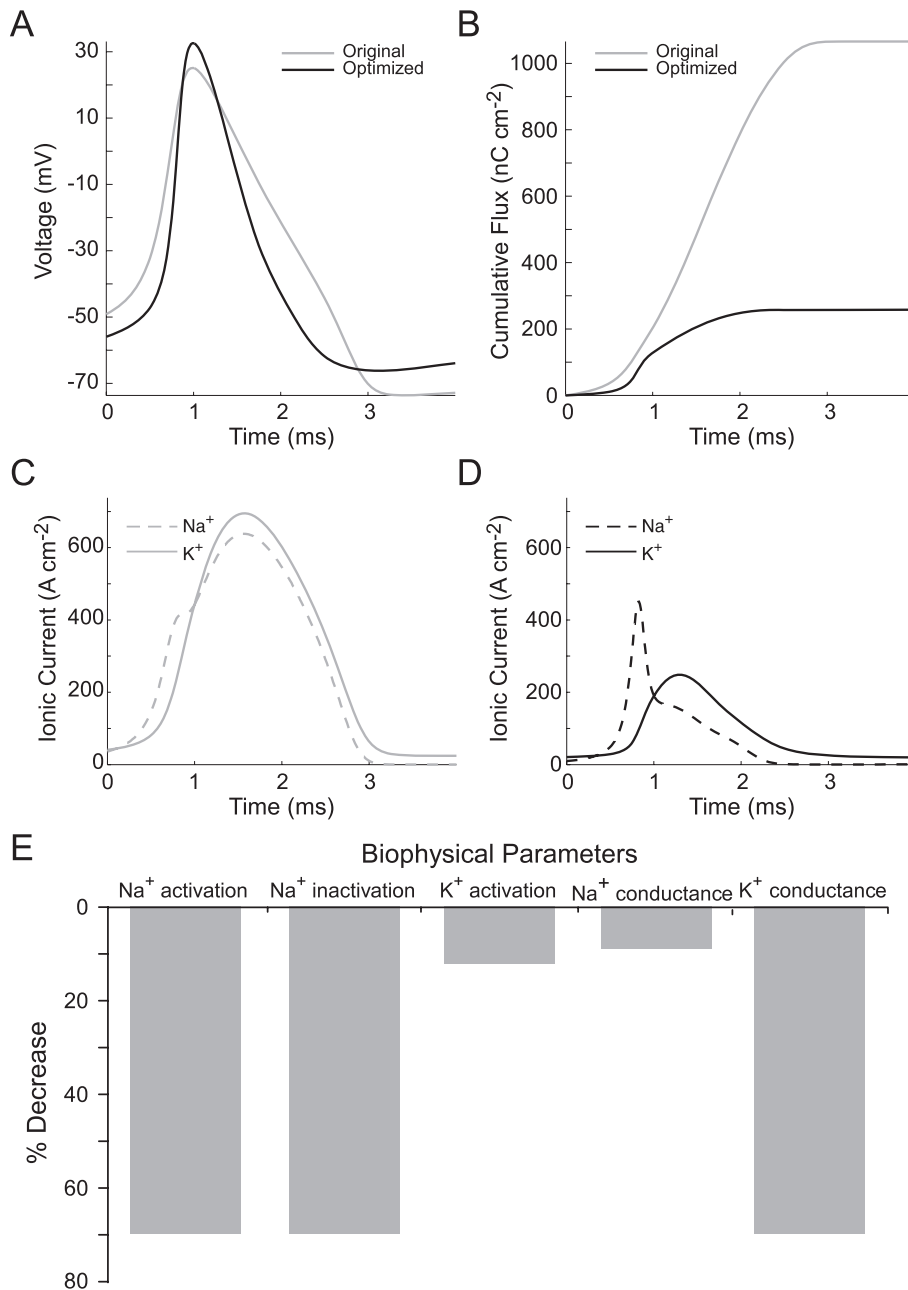 A
B
Original
Optimized
Original
Optimized
30
10
-10
-30
-50
-70
Voltage (mV)
0
1
2
3
Time (ms)
1000
800
600
400
200
0
Cumulative Flux (nC cm-2)
0
1
2
3
Time (ms)
C
D
Na+
K+
600
400
200
0
Ionic Current (A cm-2)
0
1
2
3
Time (ms)
Na+
K+
600
400
200
0
Ionic Current (A cm-2)
0
1
2
3
Time (ms)
E
Biophysical Parameters
Na+ activation Na+ inactivation K+ activation Na+ conductance K+ conductance
0
20
40
60
80
% Decrease